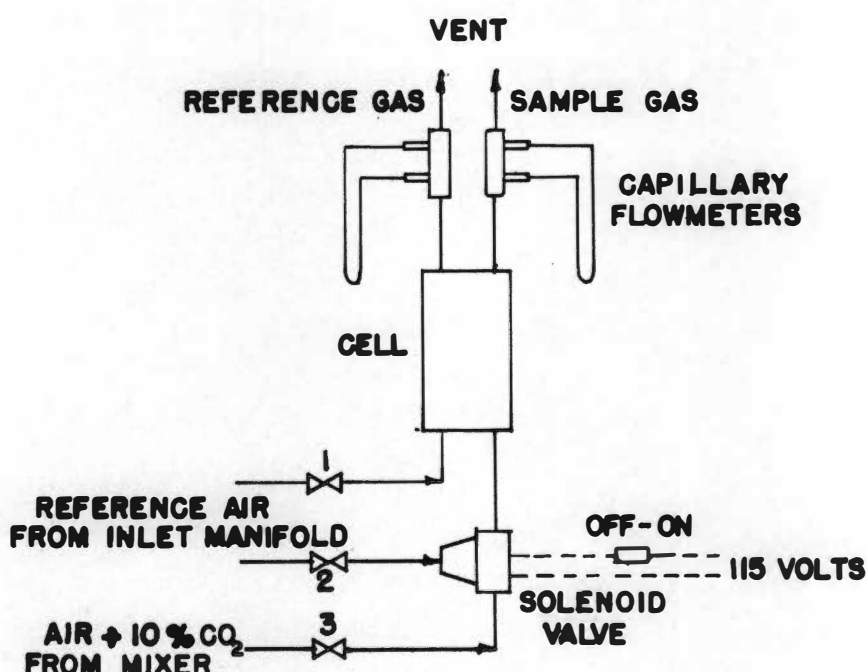 VENT
REFERENCE GAS
SAMPLE GAS
CAPILLARY
FLOWMETERS
CELL
1
REFERENCE AIR
FROM INLET MANIFOLD
OFF-ON
2
115 VOLTS
SOLENOID
VALVE
3
AIR + 10% CO2
FROM MIXER